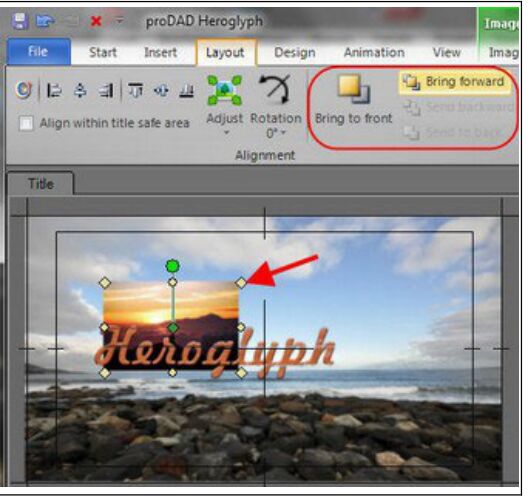 proDAD Heroglyph
Image
File Start Insert Layout Design Animation View Imag
Bring forward
Send backward
Send to back
Align within title safe area
Adjust
Rotation
0°
Bring to front
Alignment
Title
Heroglyph